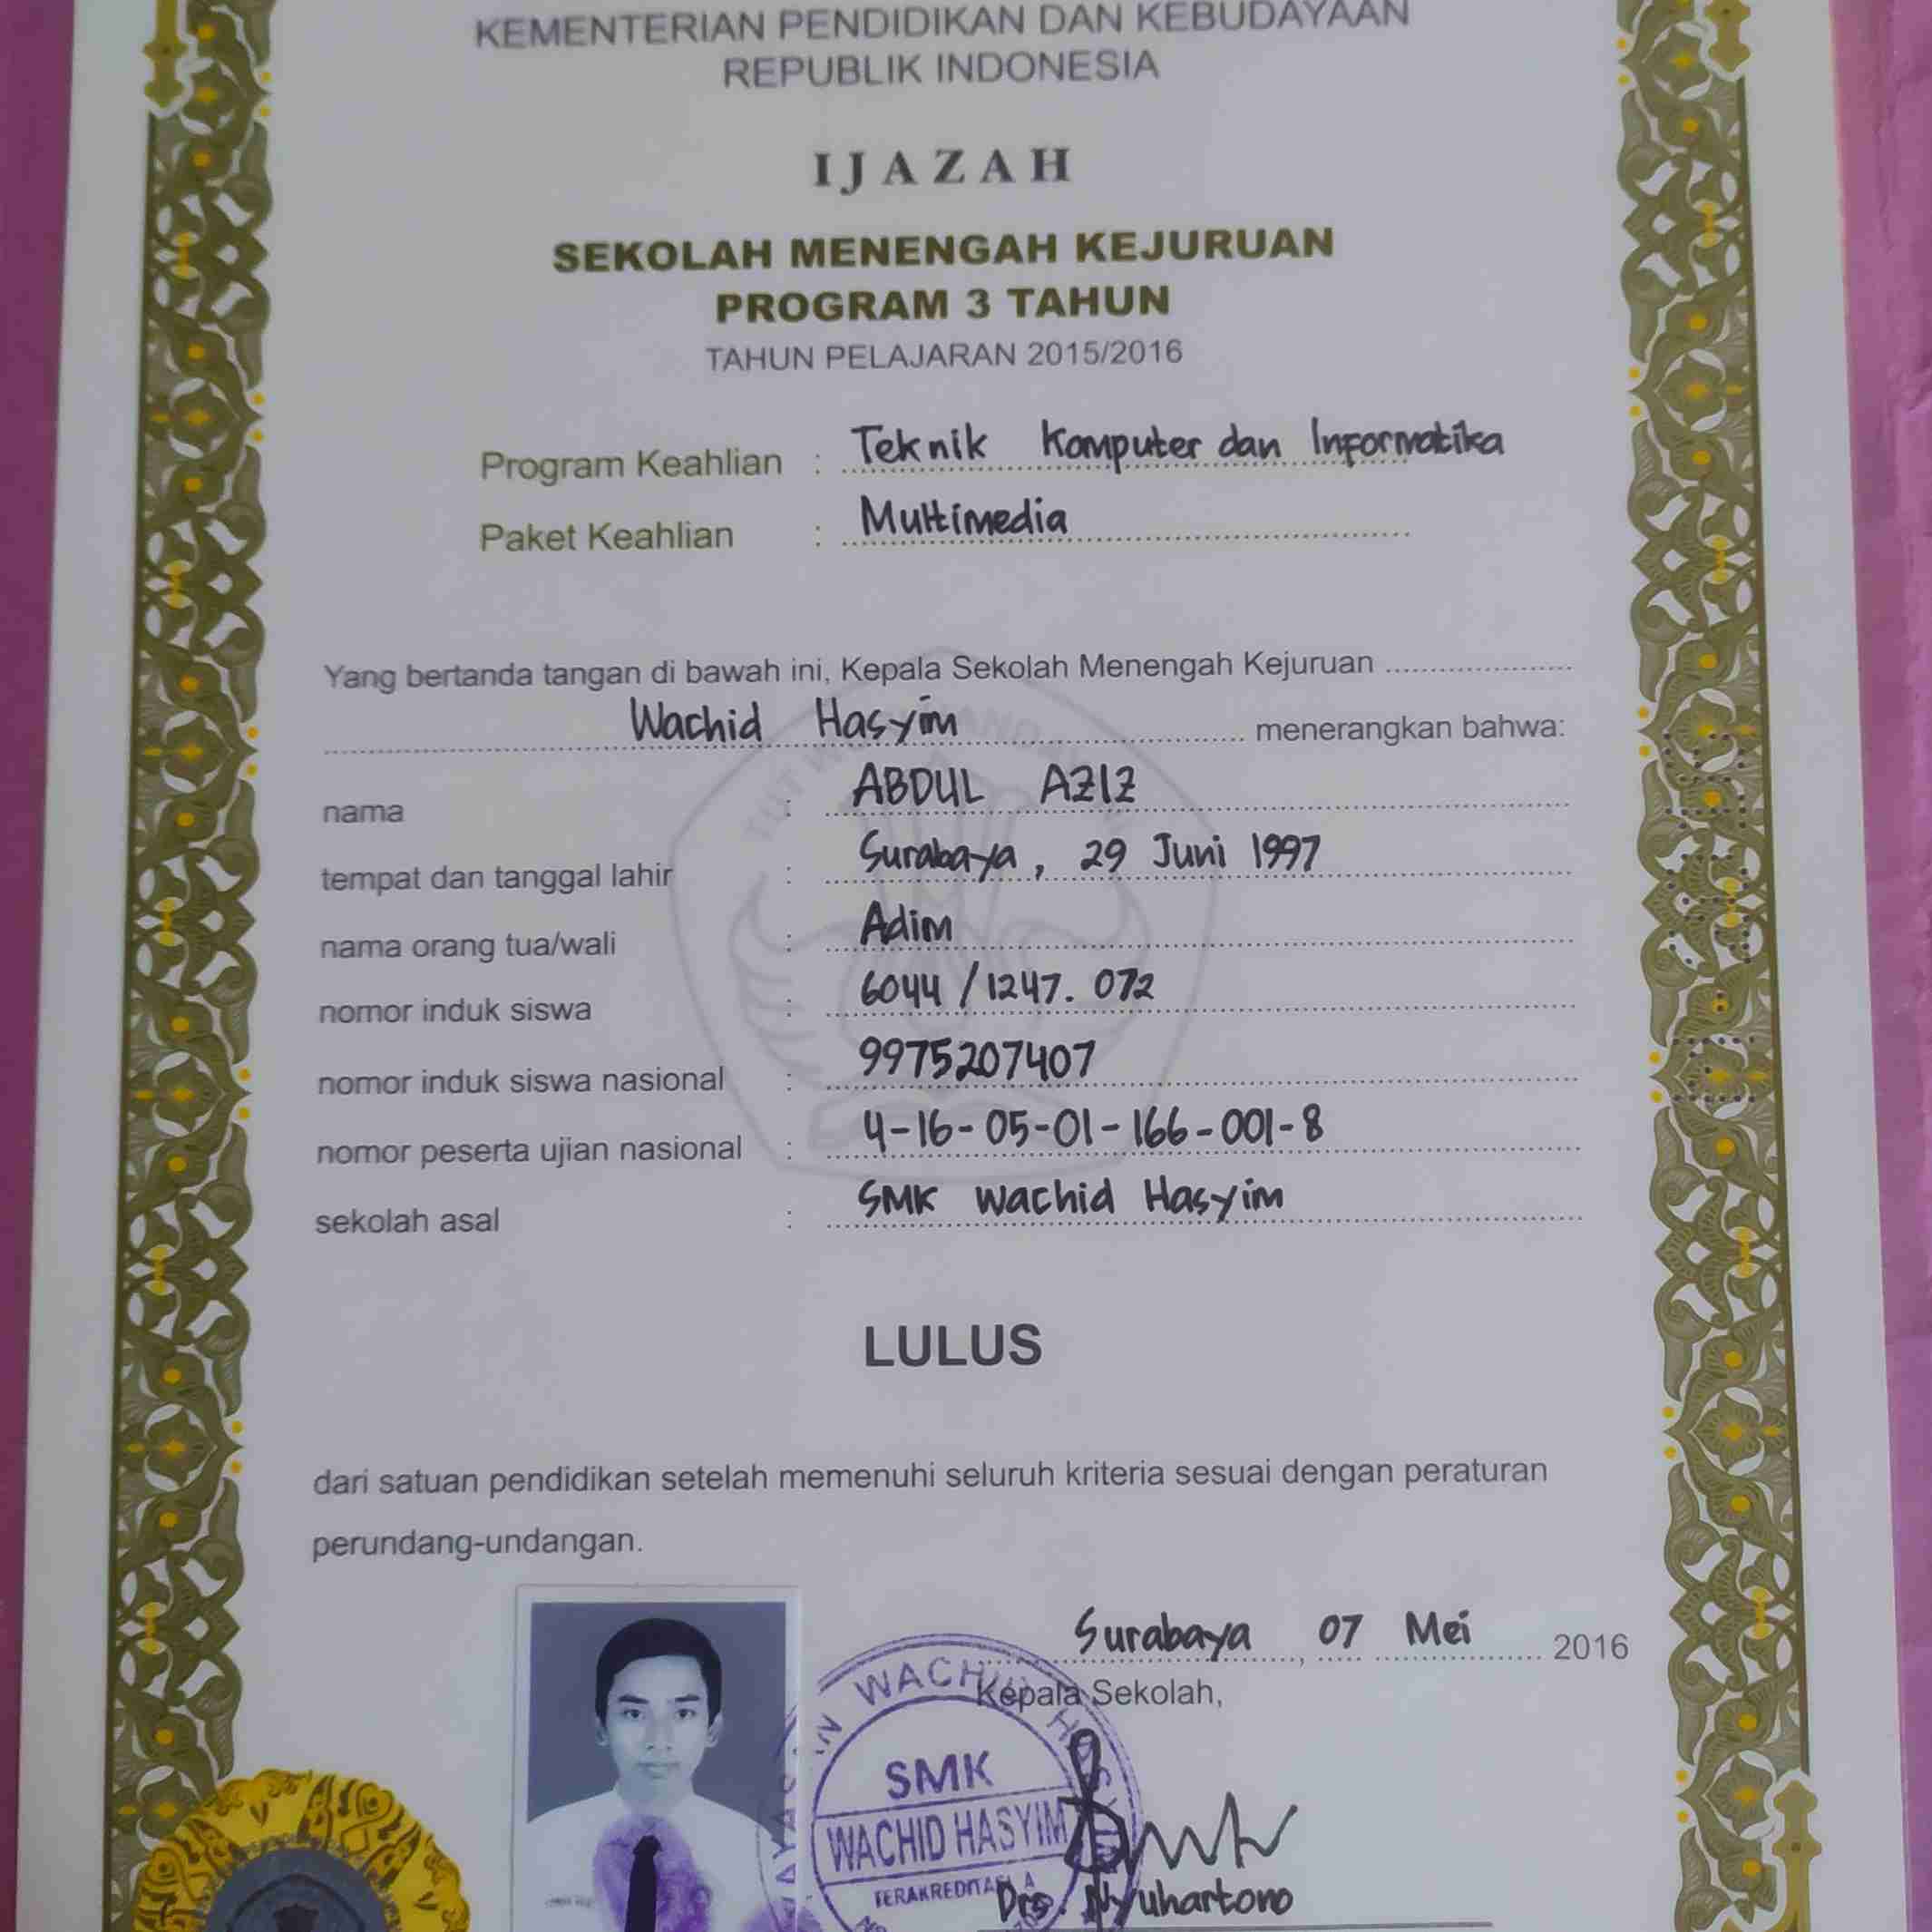 KEMENTERIAN PENDIDIKAN DAN KEBUDAYAAN
REPUBLIK INDONESIA
IJAZAH
SEKOLAH MENENGAH KEJURUAN
PROGRAM 3 TAHUN
TAHUN PELAJARAN 2015/2016
Program Keahlian : Teknik Komputer dan Informatika
Paket Keahlian : Multimedia
Yang bertanda tangan di bawah ini, Kepala Sekolah Menengah Kejuruan
Wachid Hasyim menerangkan bahwa:
nama : ABDUL AZIZ
tempat dan tanggal lahir : Surabaya, 29 Juni 1997
nama orang tua/wali : Adim
nomor induk siswa : 6044 / 1247. 072
nomor induk siswa nasional : 9975207407
nomor peserta ujian nasional : 4-16-05-01-166-001-8
sekolah asal : SMK Wachid Hasyim
LULUS
dari satuan pendidikan setelah memenuhi seluruh kriteria sesuai dengan peraturan
perundang-undangan.
Surabaya, 07 Mei 2016
Kepala Sekolah,
WACHID HASYIM
SMK
WACHID HASYIM
TERAKREDITASI A
Drs.